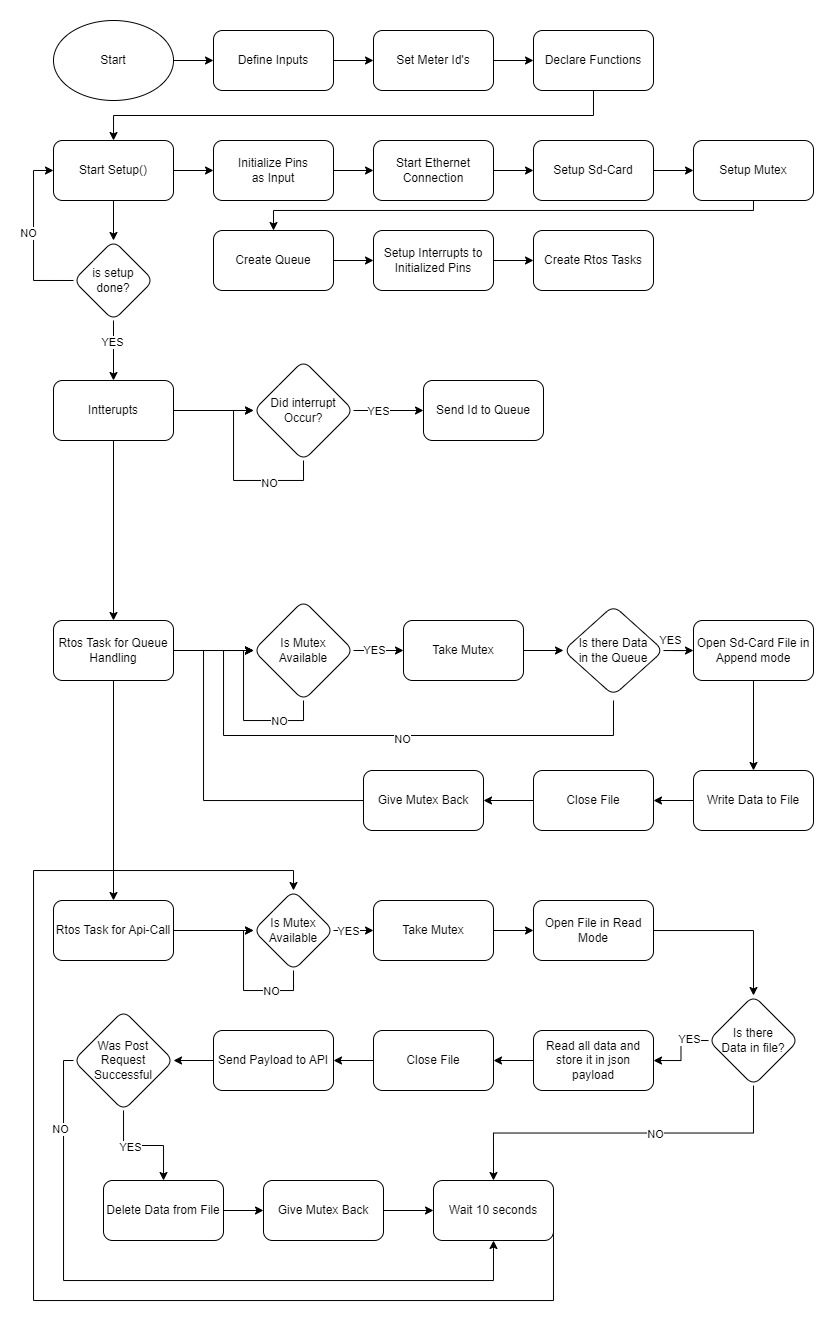 Start
Define Inputs
Set Meter Id's
Declare Functions
Start Setup()
Initialize Pins
as Input
Start Ethernet
Connection
Setup Sd-Card
Setup Mutex
NO
Create Queue
Setup Interrupts to
Initialized Pins
Create Rtos Tasks
is setup
done?
YES
Intterupts
Did interrupt
Occur?
YES
Send Id to Queue
NO
Rtos Task for Queue
Handling
Is Mutex
Available
YES
Take Mutex
Is there Data
in the Queue
YES
Open Sd-Card File in
Append mode
NO
NO
Give Mutex Back
Close File
Write Data to File
Rtos Task for Api-Call
Is Mutex
Available
YES
Take Mutex
Open File in Read
Mode
NO
Was Post
Request
Successful
Send Payload to API
Close File
Read all data and
store it in json
payload
YES
Is there
Data in file?
NO
YES
NO
Delete Data from File
Give Mutex Back
Wait 10 seconds